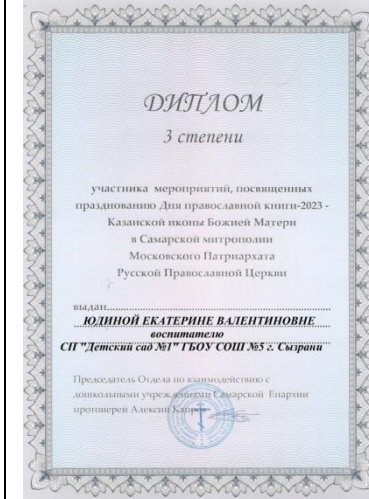 ДИПЛОМ
3 степени
участника мероприятий, посвященных
празднованию Дня православной книги-2023 -
Казанской иконы Божией Матери
в Самарской митрополии
Московского Патриархата
Русской Православной Церкви
выдан
ЮДИНОЙ ЕКАТЕРИНЕ ВАЛЕНТИНОВНЕ
воспитателю
СП "Детский сад №1" ГБОУ СОШ №5 г. Сызрани
Председатель Отдела по взаимодействию с
дошкольными учреждениями Самарской Епархии
протоиерей Алексий